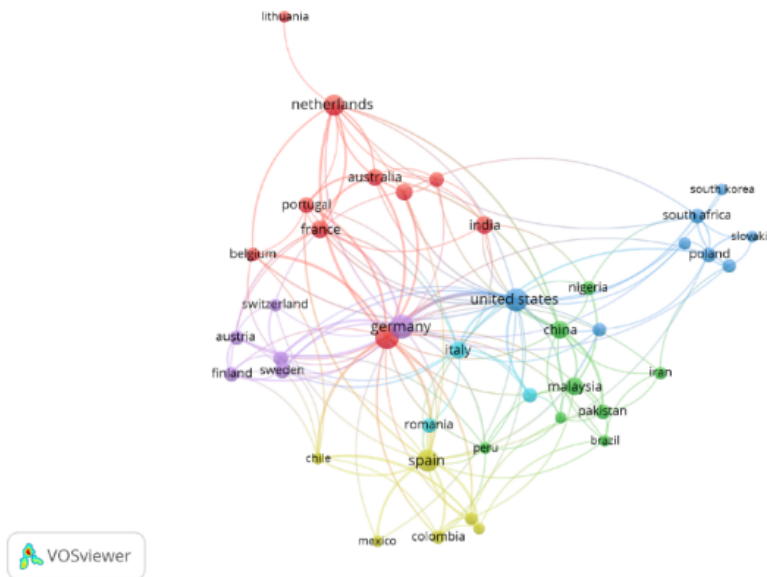 lithuania
netherlands
australia
portugal
france
india
belgium
south korea
south africa
slovaki
poland
switzerland
nigeria
united states
germany
china
austria
italy
sweden
finland
iran
malaysia
pakistan
romania
brazil
peru
chile
spain
mexico
colombia
VOSviewer